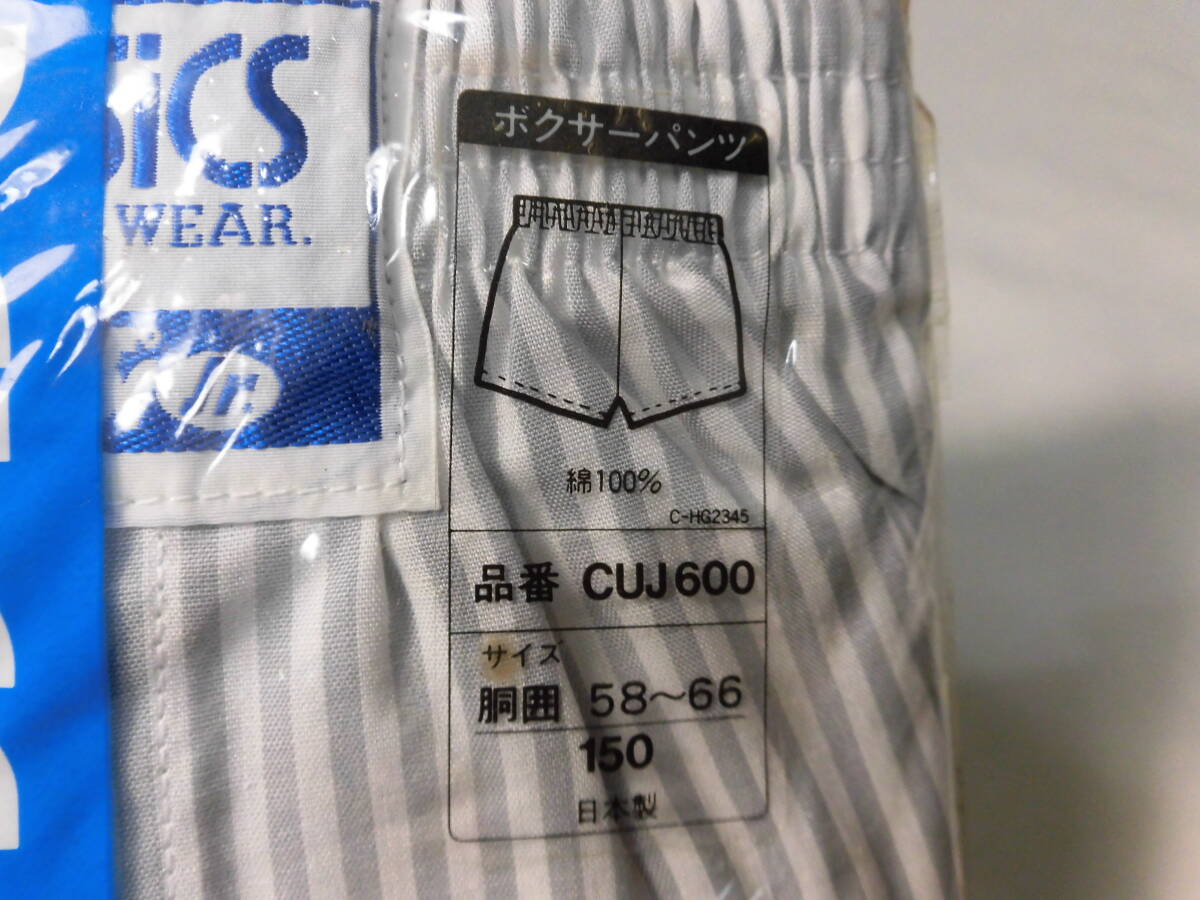 sics
WEAR.
Jr.
ボクサーパンツ
綿100%
C-HG2345
品番 CUJ600
サイズ
胴囲 58〜66
150
日本製